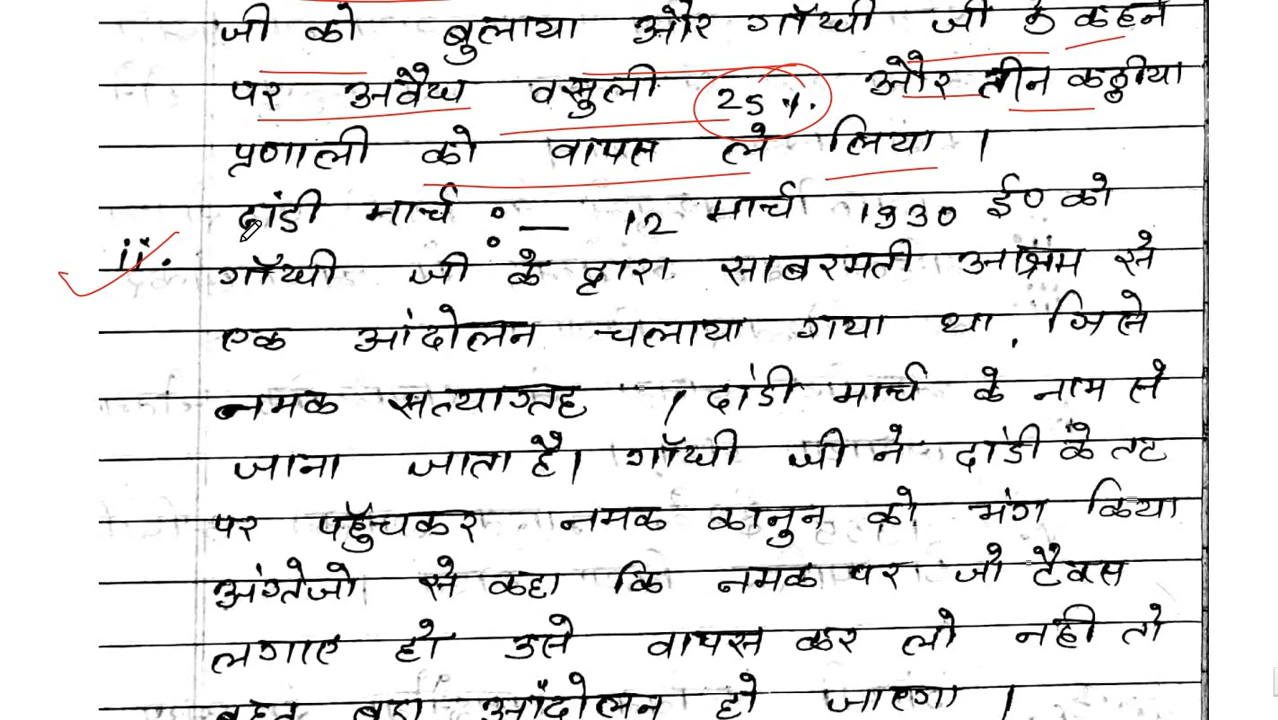 जी को बुलाया और गाँधी जी के कहने
पर अवैध वसुली 25%. और तीन कठ्ठीया
प्रणाली को वापस ले लिया ।
ii. दांडी मार्च :— 12 मार्च 1930 ई० को
गाँधी जी के द्वारा साबरमती आश्रम से
एक आंदोलन चलाया गया था, जिसे
नमक सत्याग्रह / दांडी मार्च के नाम से
जाना जाता है। गाँधी जी ने दांडी के तट
पर पहुँचकर नमक कानुन को भंग किया
अंग्रेजो से कहा कि नमक पर जो टैक्स
लगाए हो उसे वापस कर लो नही तो
बहुत बड़ा आंदोलन हो जाएगा ।